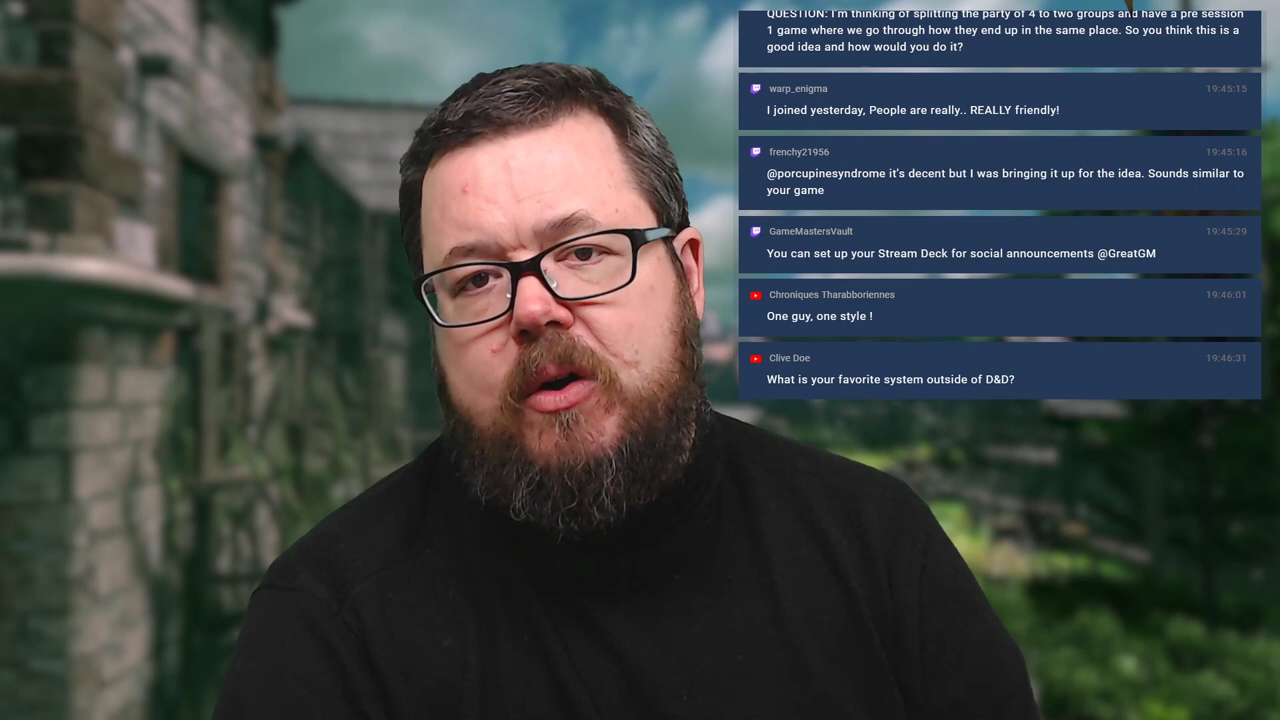 QUESTION: I'm thinking of splitting the party of 4 to two groups and have a pre session
1 game where we go through how they end up in the same place. So you think this is a
good idea and how would you do it?
warp_enigma 19:45:15
I joined yesterday, People are really.. REALLY friendly!
frenchy21956 19:45:16
@porcupinesyndrome it's decent but I was bringing it up for the idea. Sounds similar to
your game
GameMastersVault 19:45:29
You can set up your Stream Deck for social announcements @GreatGM
Chroniques Tharabboriennes 19:46:01
One guy, one style !
Clive Doe 19:46:31
What is your favorite system outside of D&D?